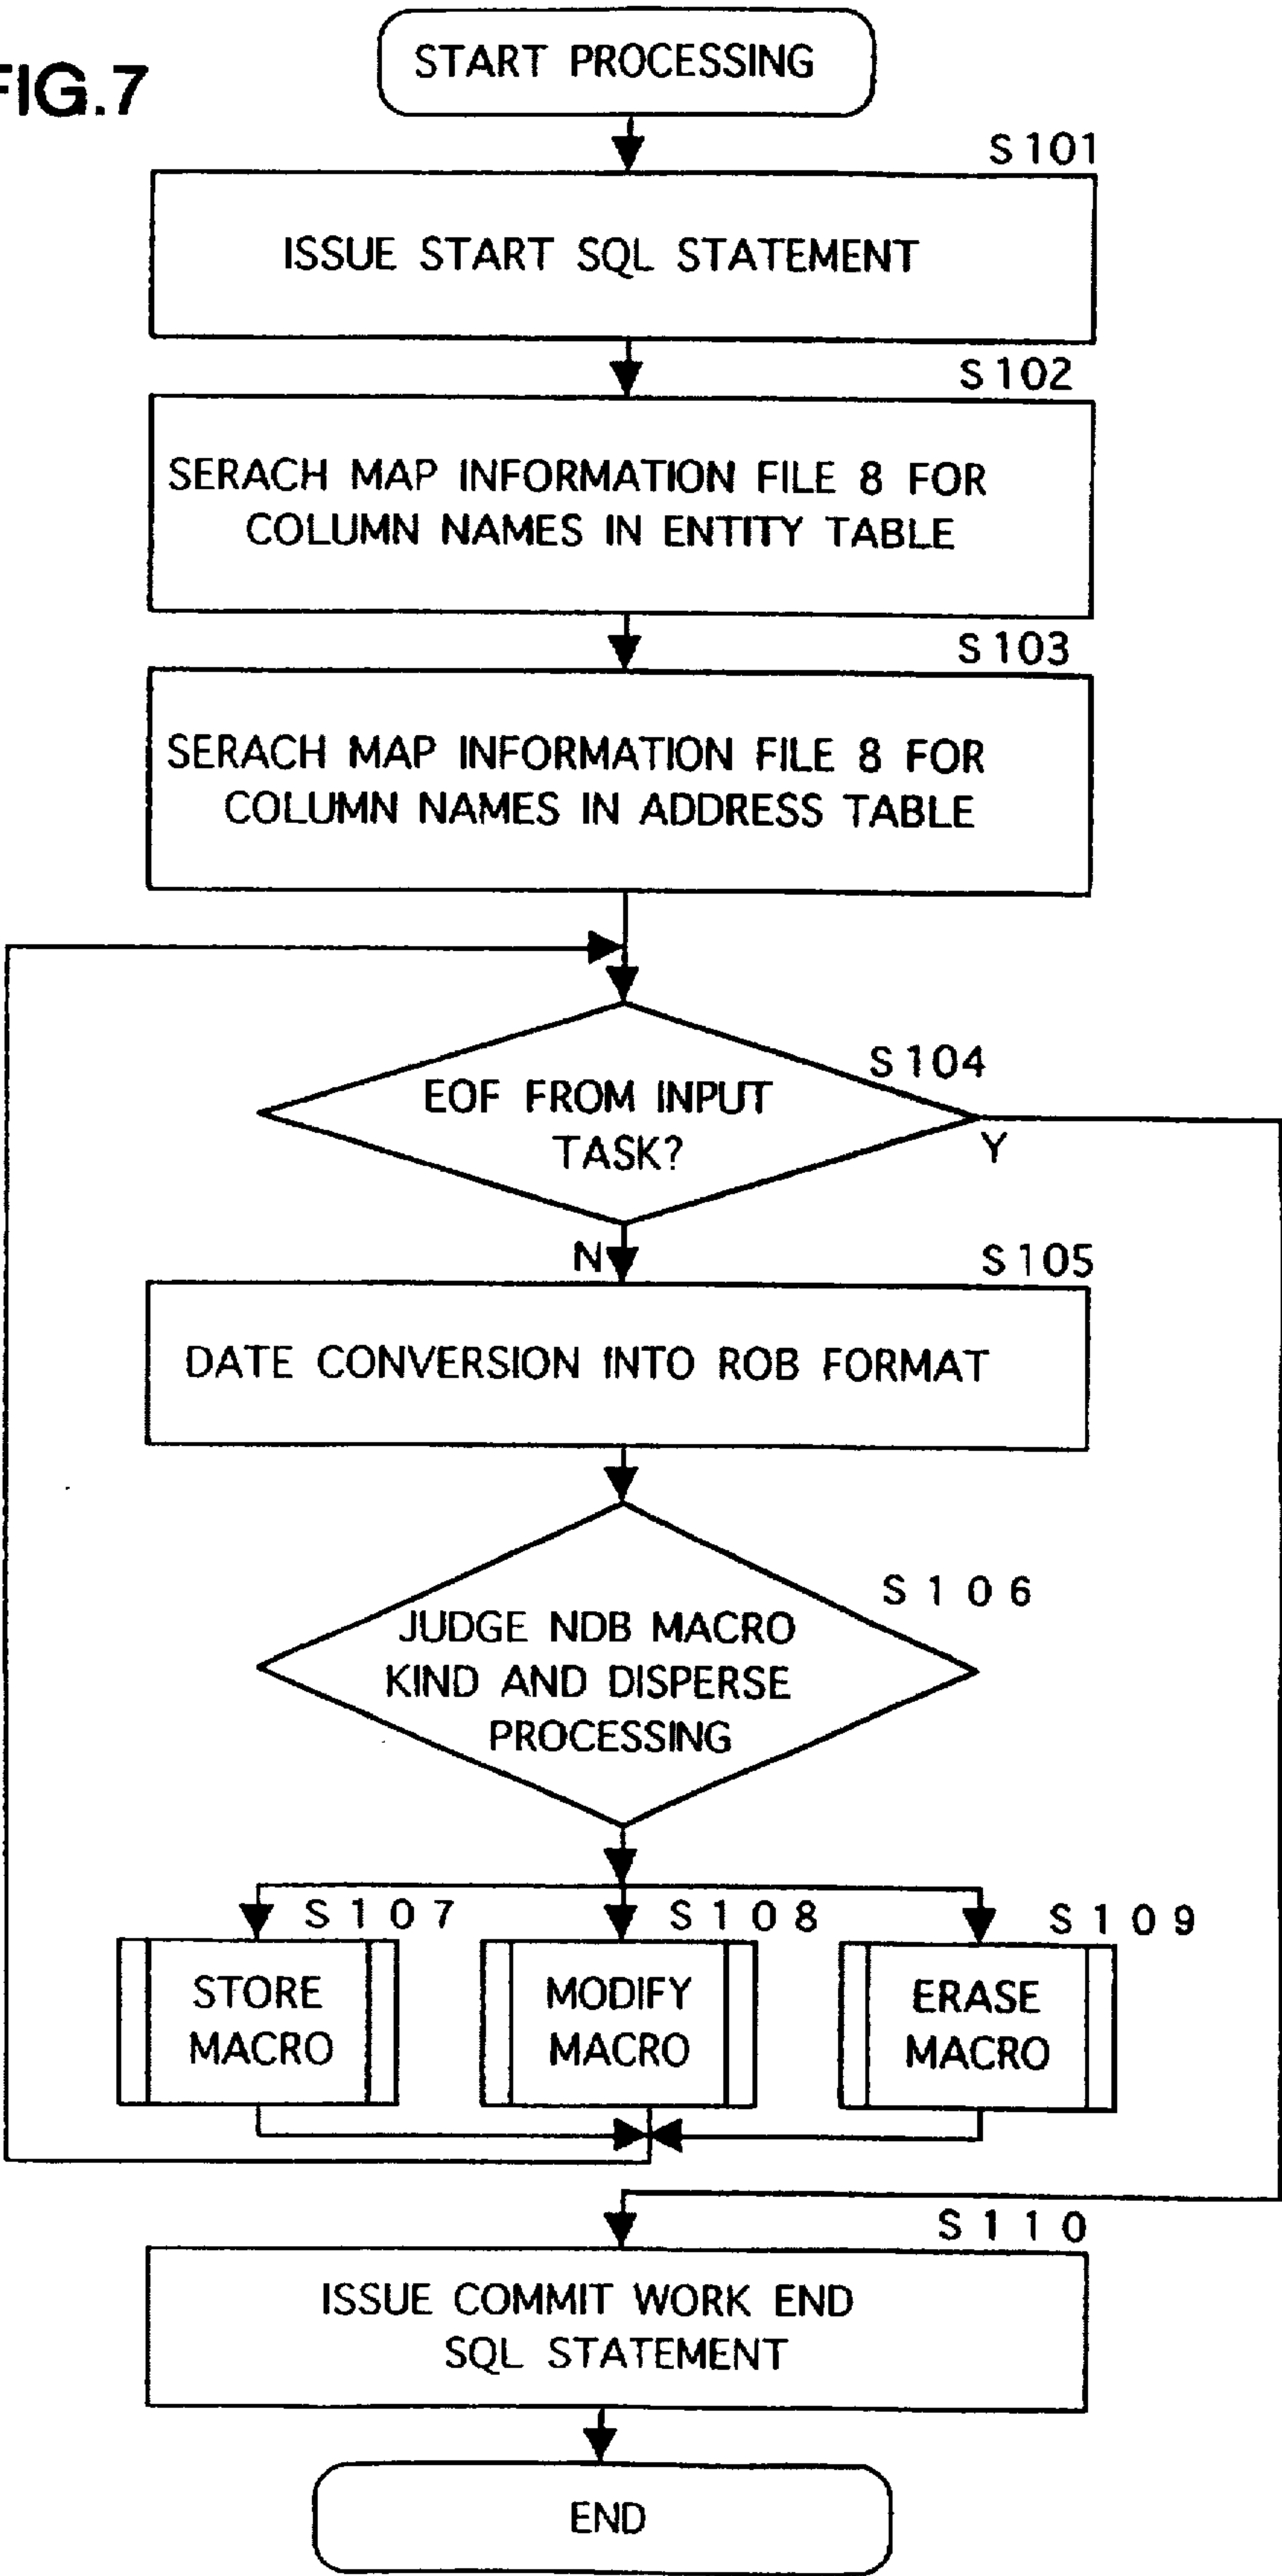 FIG.7
START PROCESSING
S101
ISSUE START SQL STATEMENT
S102
SERACH MAP INFORMATION FILE 8 FOR
COLUMN NAMES IN ENTITY TABLE
S103
SERACH MAP INFORMATION FILE 8 FOR
COLUMN NAMES IN ADDRESS TABLE
S104
EOF FROM INPUT
TASK?
Y
N
S105
DATE CONVERSION INTO ROB FORMAT
S106
JUDGE NDB MACRO
KIND AND DISPERSE
PROCESSING
S107
S108
S109
STORE
MACRO
MODIFY
MACRO
ERASE
MACRO
S110
ISSUE COMMIT WORK END
SQL STATEMENT
END